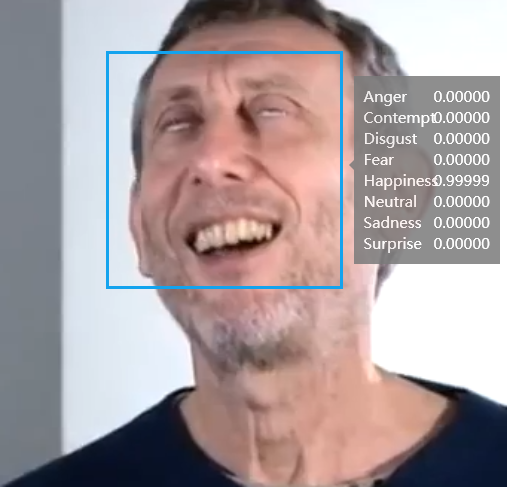 Anger 0.00000
Contempt 0.00000
Disgust 0.00000
Fear 0.00000
Happiness 0.99999
Neutral 0.00000
Sadness 0.00000
Surprise 0.00000